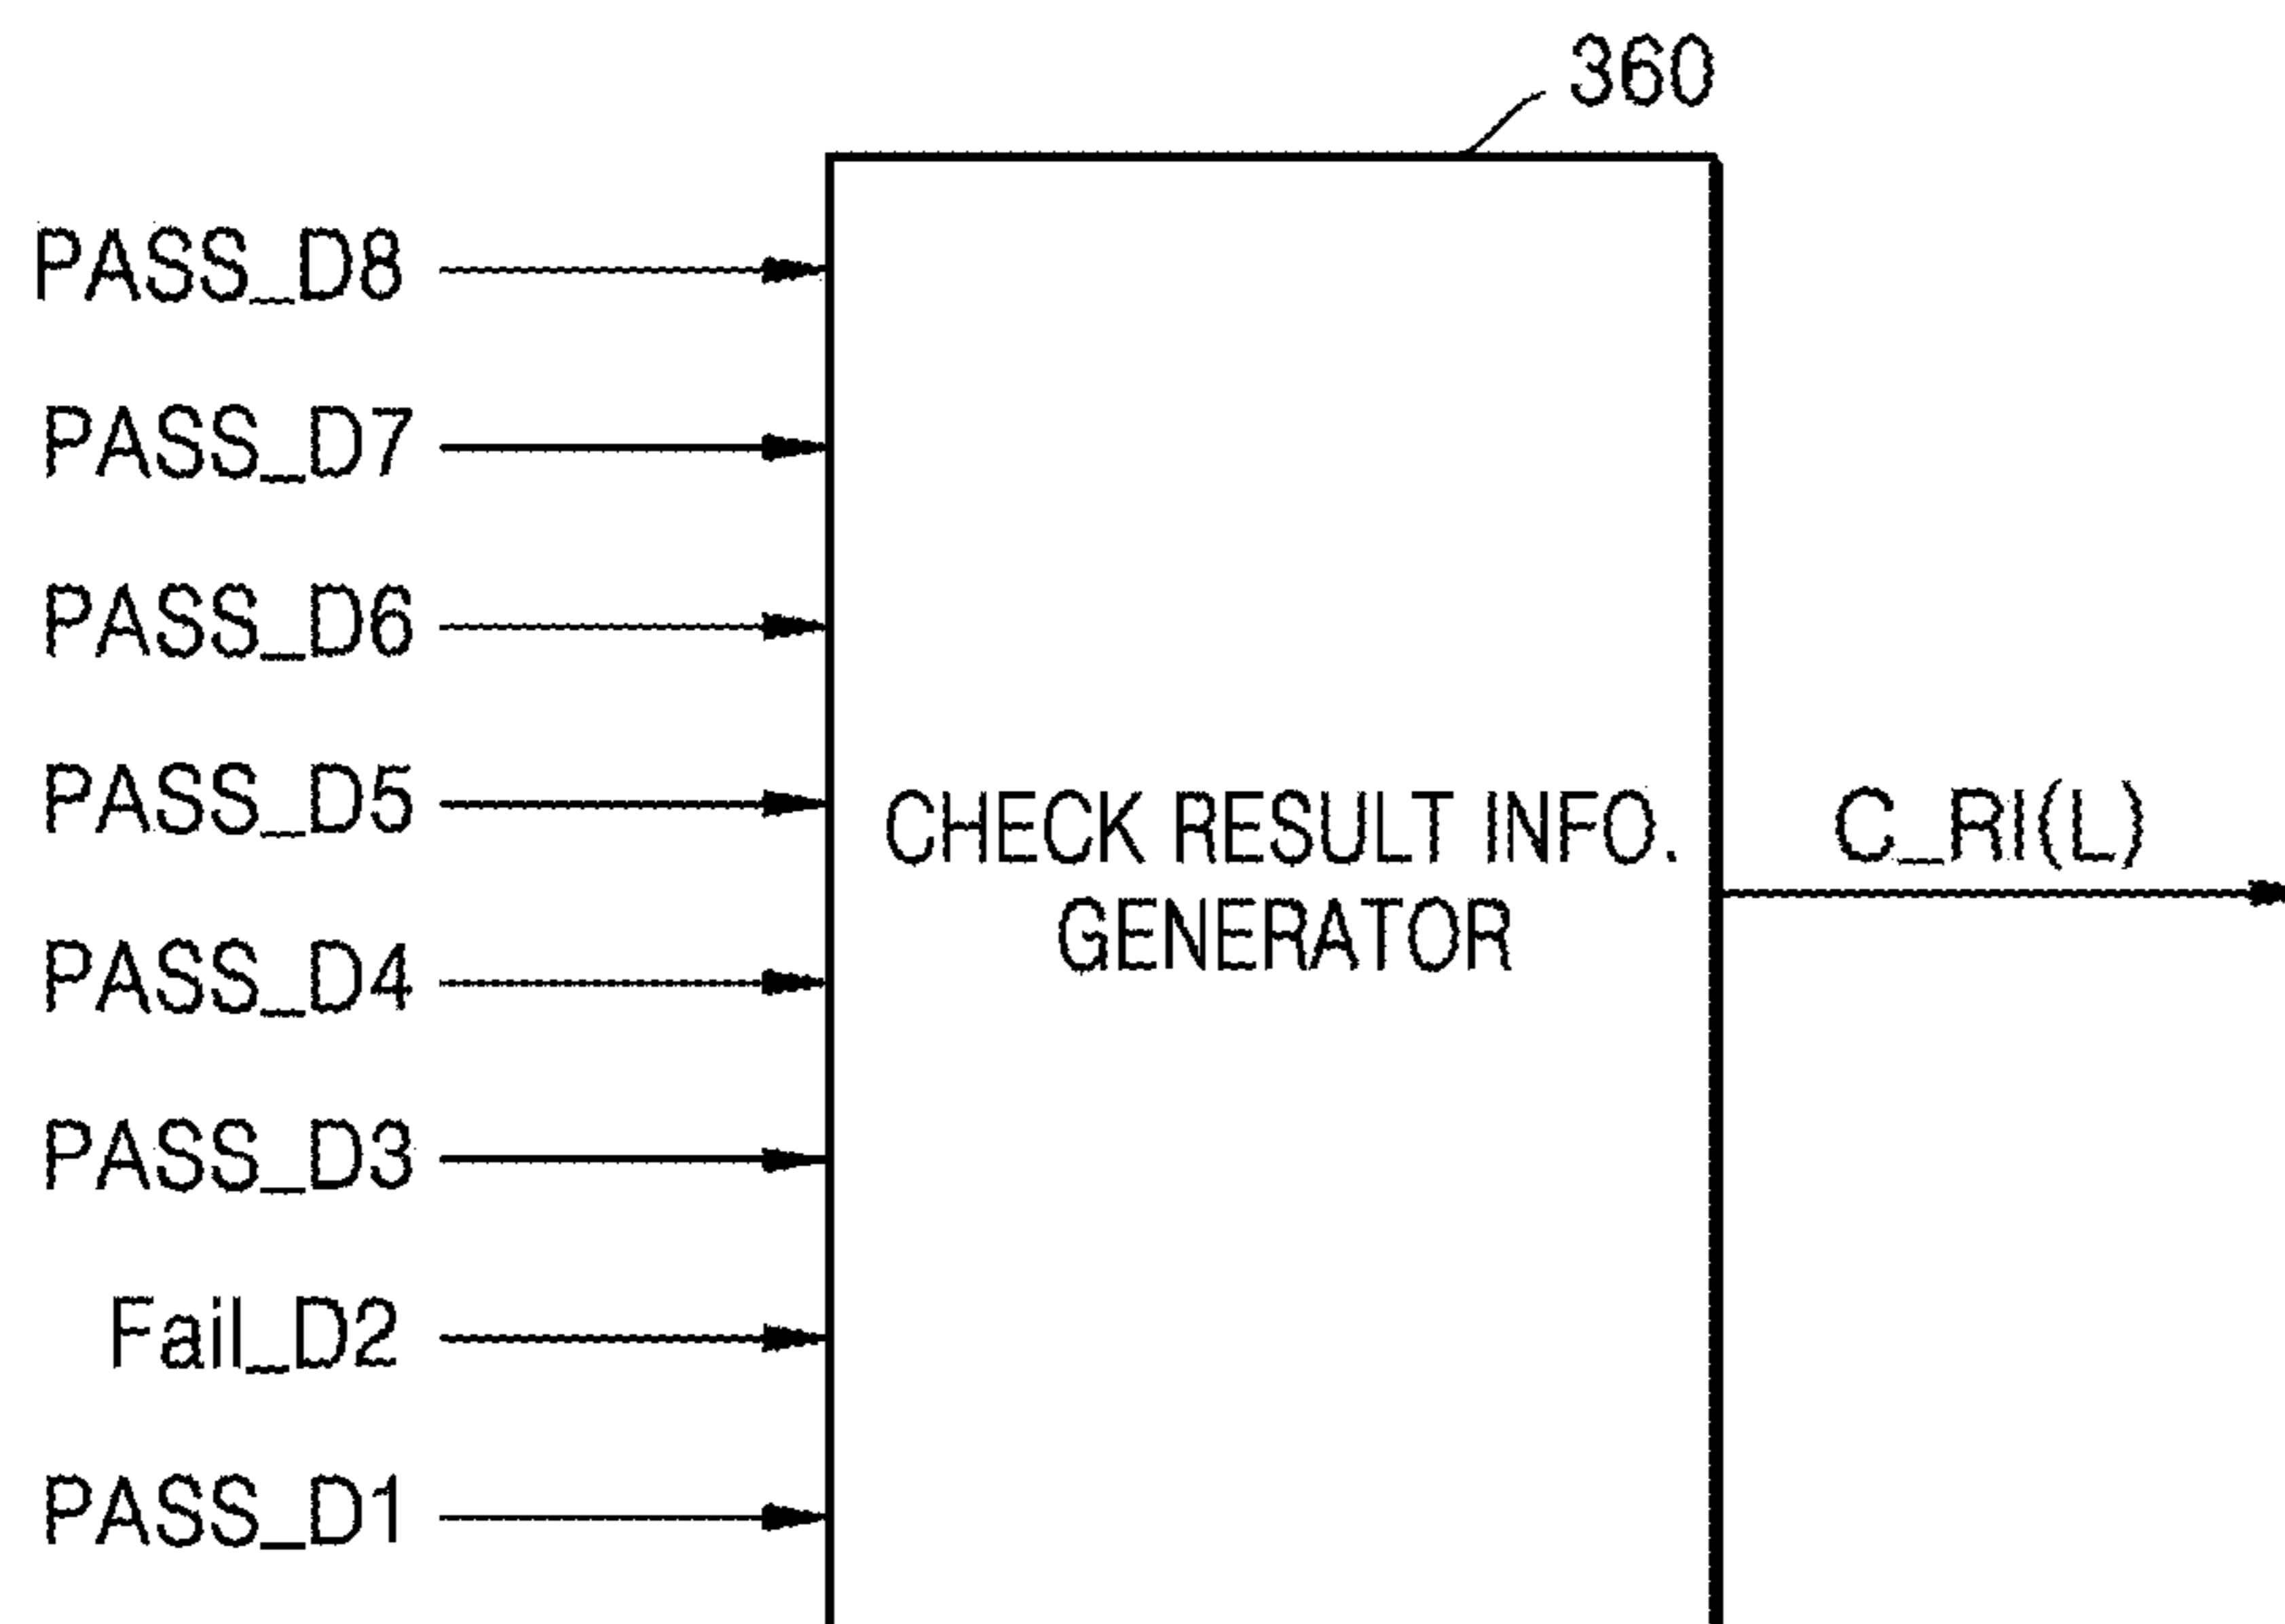 360
PASS_D8
PASS_D7
PASS_D6
PASS_D5
CHECK RESULT INFO.
GENERATOR
C_RI(L)
PASS_D4
PASS_D3
Fail_D2
PASS_D1